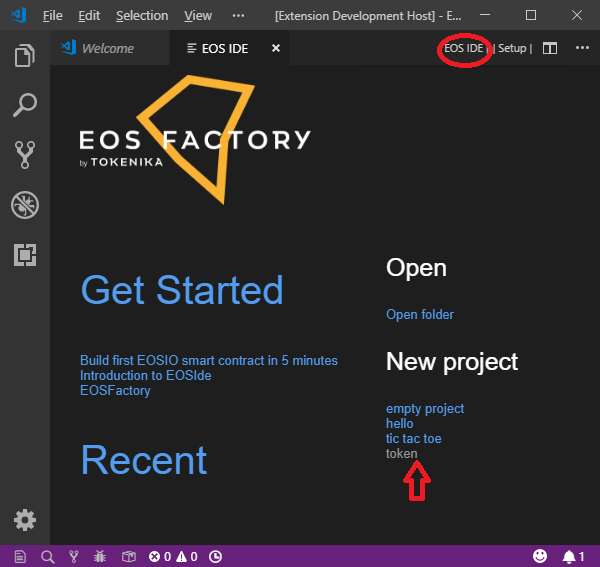 File Edit Selection View ··· [Extension Development Host] - E...
Welcome
EOS IDE
EOS IDE | | Setup |
EOS FACTORY
by TOKENIKA
Get Started
Build first EOSIO smart contract in 5 minutes
Introduction to EOSIde
EOSFactory
Recent
Open
Open folder
New project
empty project
hello
tic tac toe
token
0 0
1